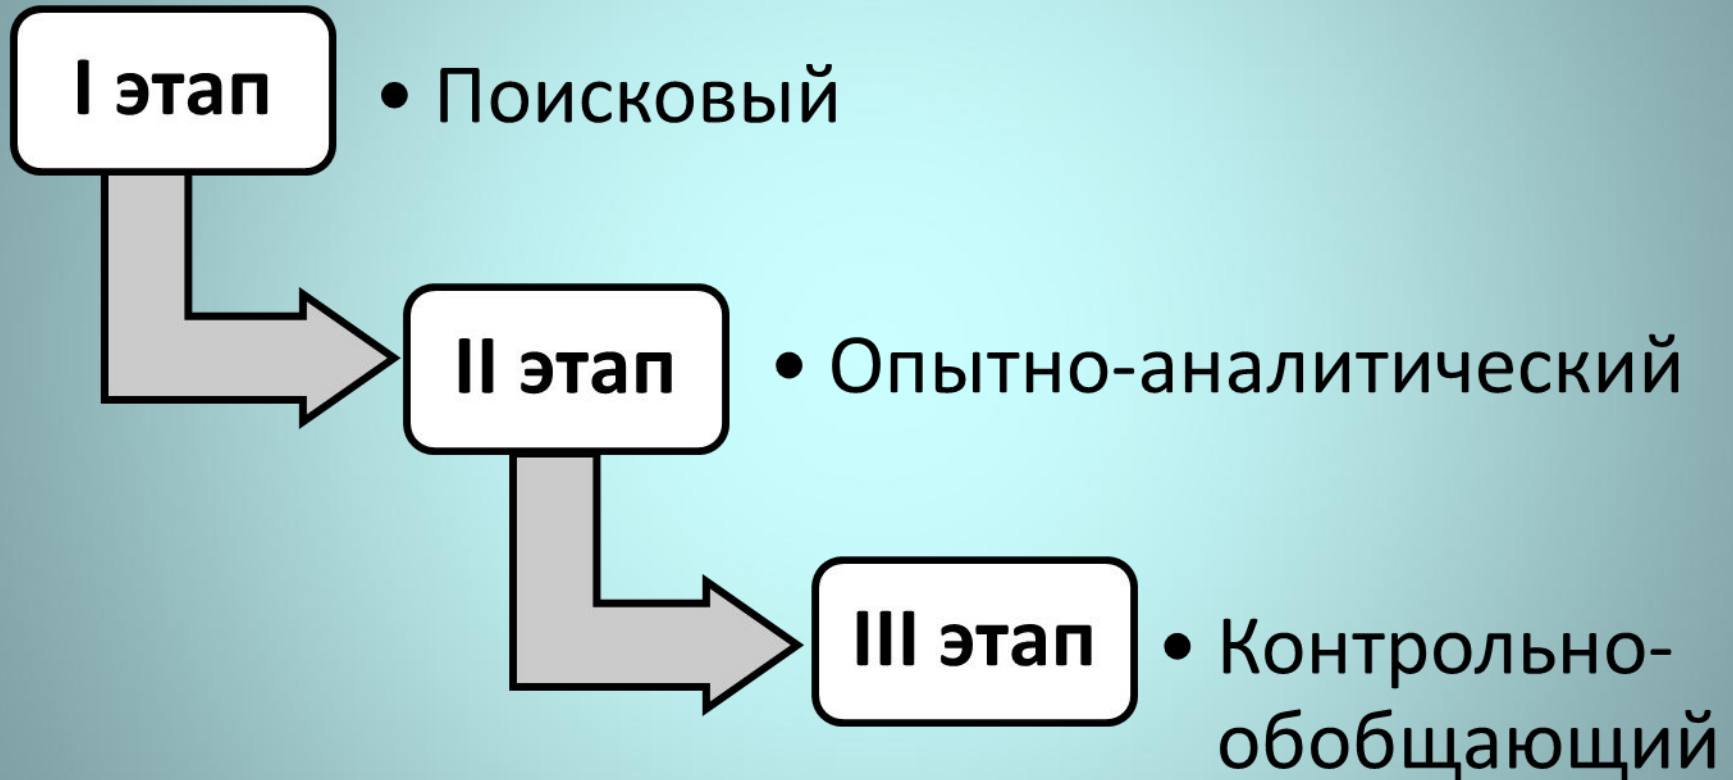 I этап
• Поисковый
II этап
• Опытно-аналитический
III этап
• Контрольно-
обобщающий